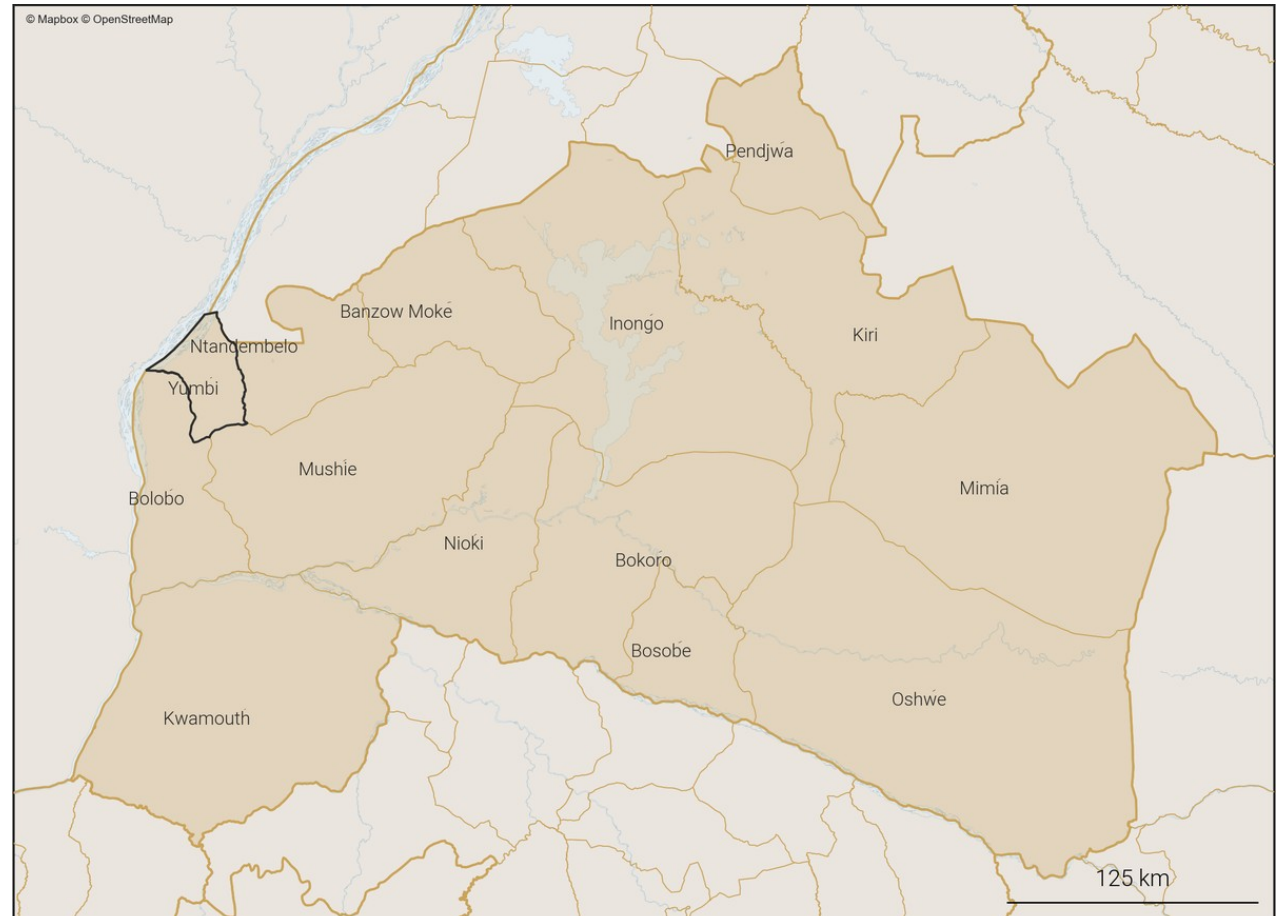 © Mapbox © OpenStreetMap
Pendjwa
Banzow Moke
Inongo
Kiri
Ntandembelo
Yumbi
Mushie
Mimia
Bolobo
Nioki
Bokoro
Bosobe
Oshwe
Kwamouth
125 km